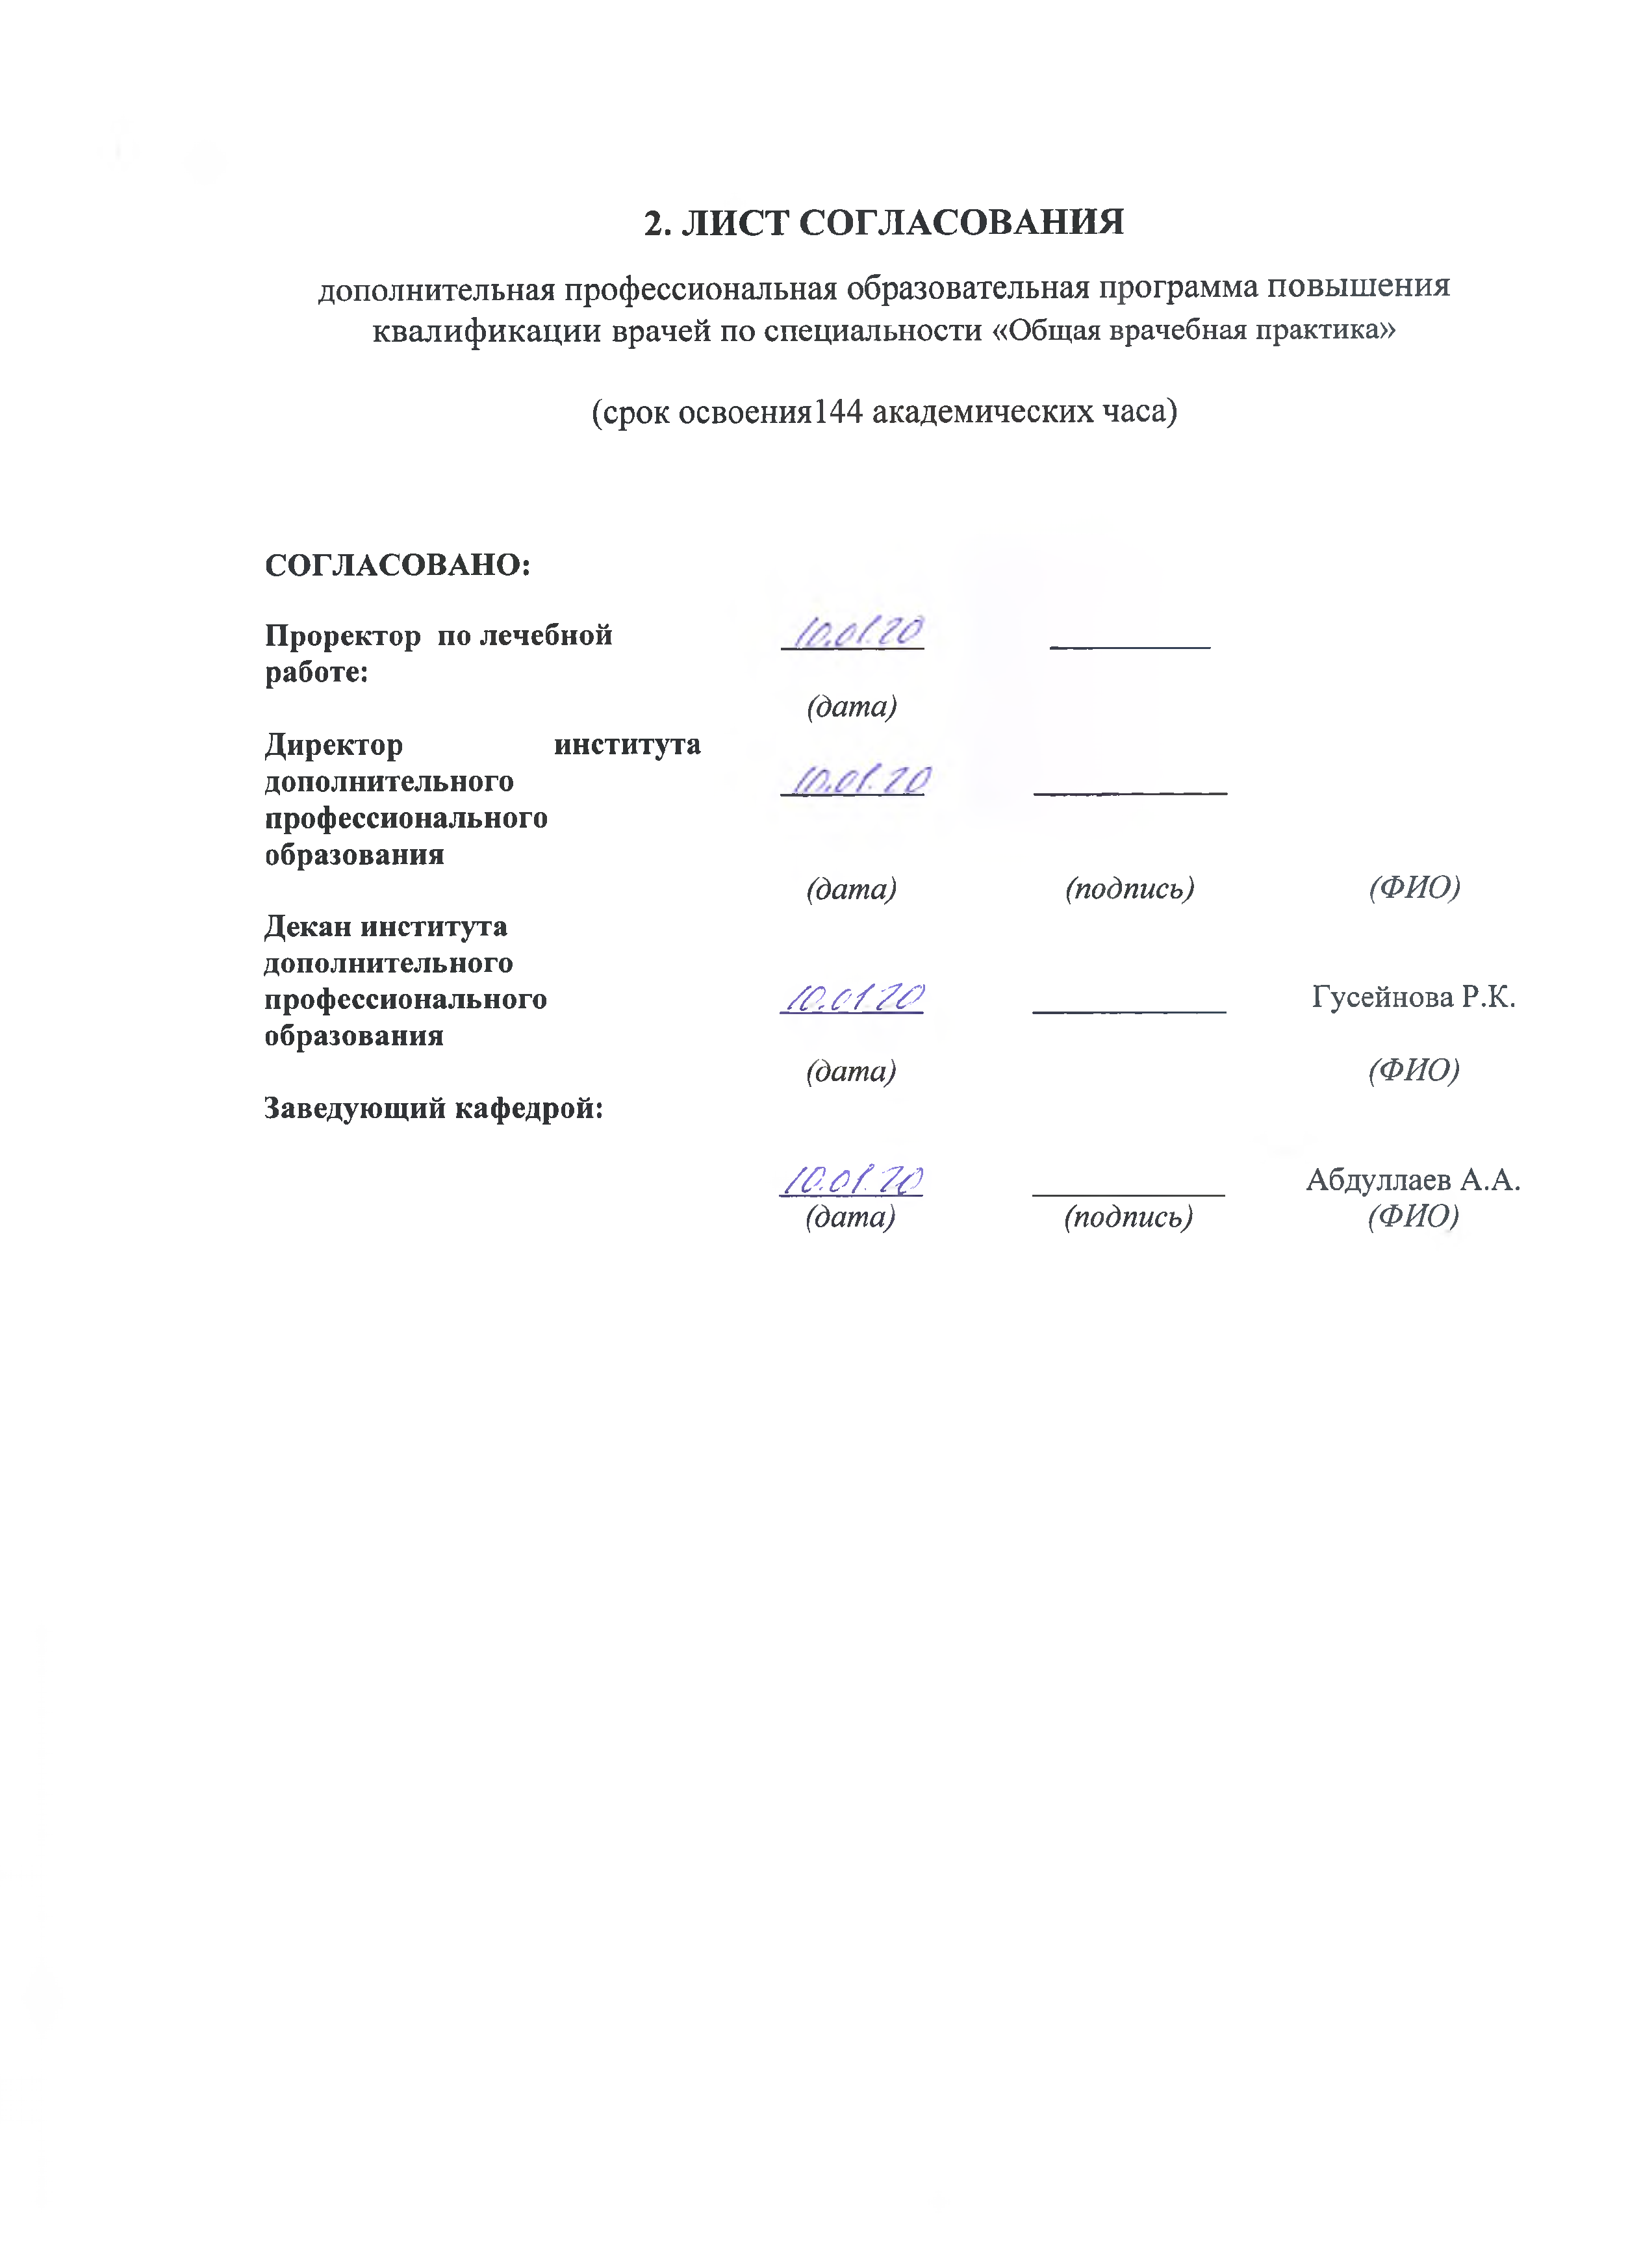 2. ЛИСТ СОГЛАСОВАНИЯ
дополнительная профессиональная образовательная программа повышения
квалификации врачей по специальности «Общая врачебная практика»
(срок освоения144 академических часа)
СОГЛАСОВАНО:
Проректор по лечебной 10.01.20
работе:
(дата)
Директор института
дополнительного 10.01.20
профессионального
образования
(дата) (подпись) (ФИО)
Декан института
дополнительного
профессионального 10.01.20 Гусейнова Р.К.
образования
(дата) (ФИО)
Заведующий кафедрой:
10.01.20 Абдуллаев А.А.
(дата) (подпись) (ФИО)